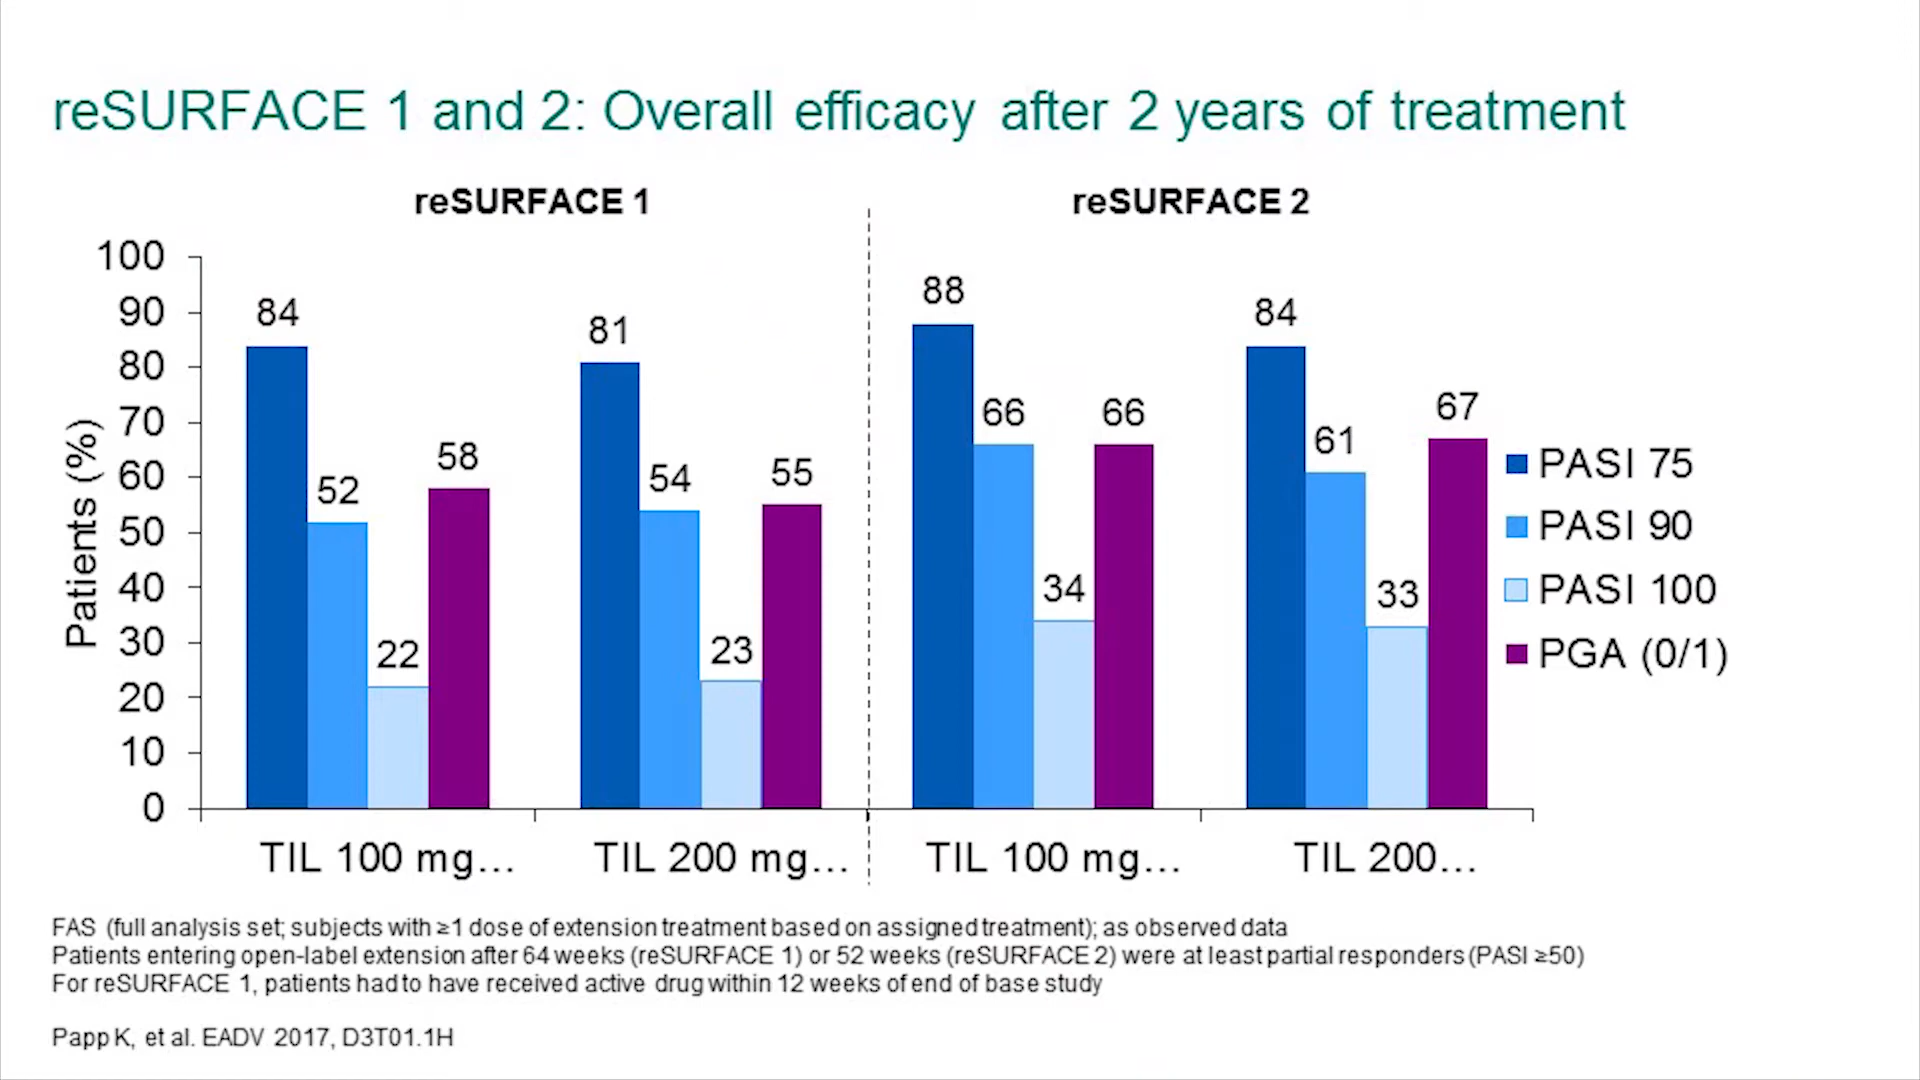 reSURFACE 1 and 2: Overall efficacy after 2 years of treatment
reSURFACE 1
reSURFACE 2
Patients (%)
100
90
80
70
60
50
40
30
20
10
0
84
52
22
58
81
54
23
55
88
66
34
66
84
61
33
67
TIL 100 mg…
TIL 200 mg…
TIL 100 mg…
TIL 200…
PASI 75
PASI 90
PASI 100
PGA (0/1)
FAS (full analysis set; subjects with ≥1 dose of extension treatment based on assigned treatment); as observed data
Patients entering open-label extension after 64 weeks (reSURFACE 1) or 52 weeks (reSURFACE 2) were at least partial responders (PASI ≥50)
For reSURFACE 1, patients had to have received active drug within 12 weeks of end of base study
Papp K, et al. EADV 2017, D3T01.1H